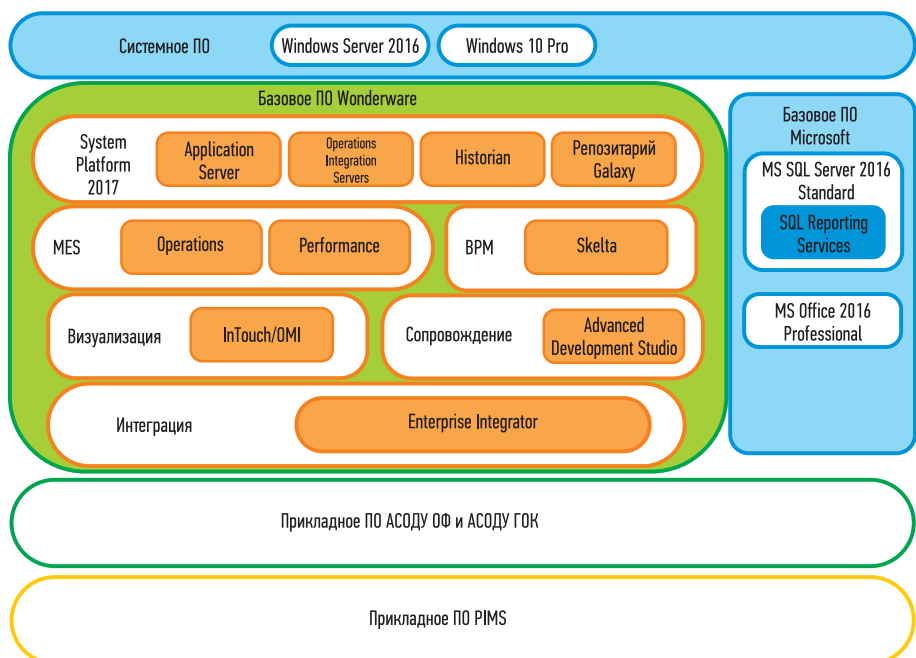 Системное ПО
Windows Server 2016
Windows 10 Pro
Базовое ПО Wonderware
System
Platform
2017
Application
Server
Operations
Integration
Servers
Historian
Репозитарий
Galaxy
MES
Operations
Performance
BPM
Skelta
Визуализация
InTouch/OMI
Сопровождение
Advanced
Development Studio
Интеграция
Enterprise Integrator
Базовое ПО
Microsoft
MS SQL Server 2016
Standard
SQL Reporting
Services
MS Office 2016
Professional
Прикладное ПО АСОДУ ОФ и АСОДУ ГОК
Прикладное ПО PIMS